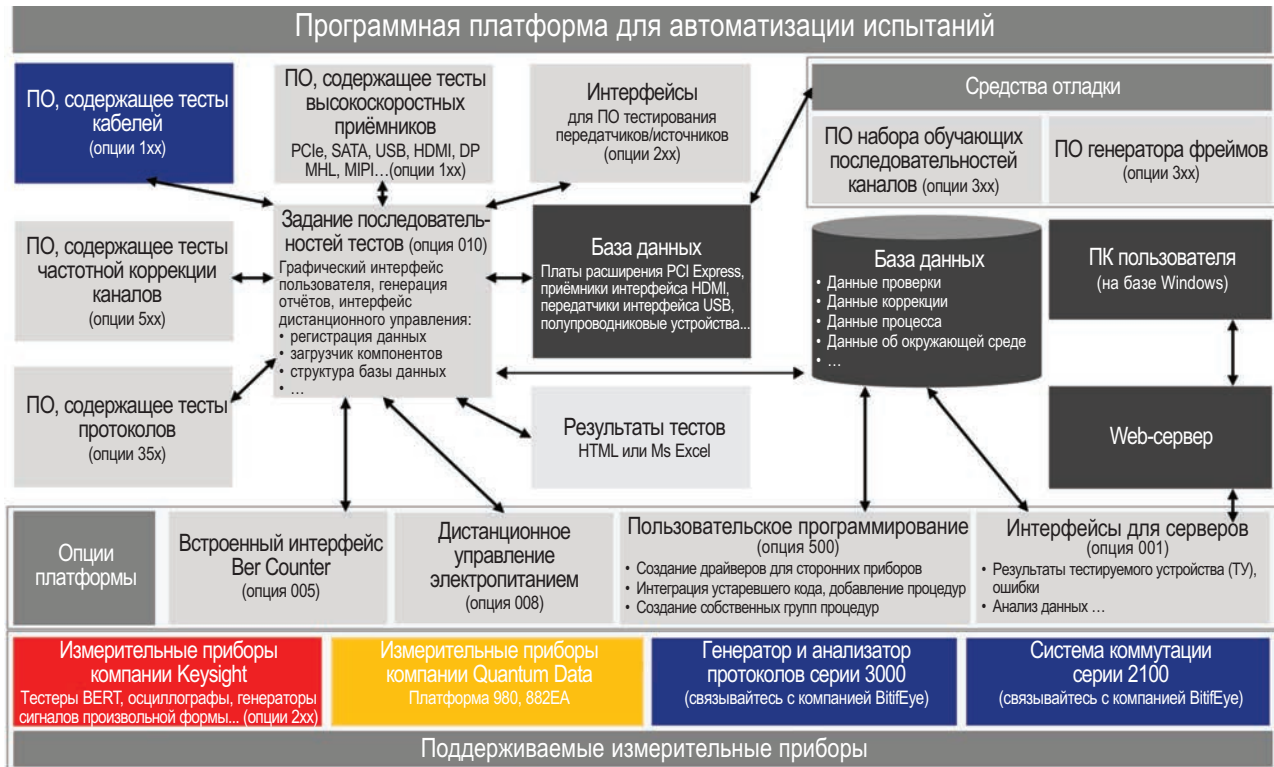 Программная платформа для автоматизации испытаний
ПО, содержащее тесты
кабелей
(опции 1xx)
ПО, содержащее тесты
высокоскоростных
приёмников
PCIe, SATA, USB, HDMI, DP
MHL, MIPI…(опции 1xx)
Интерфейсы
для ПО тестирования
передатчиков/источников
(опции 2xx)
Средства отладки
ПО набора обучающих
последовательностей
каналов (опции 3xx)
ПО генератора фреймов
(опции 3xx)
ПО, содержащее тесты
частотной коррекции
каналов
(опции 5xx)
Задание последователь-
ностей тестов (опция 010)
Графический интерфейс
пользователя, генерация
отчётов, интерфейс
дистанционного управления:
• регистрация данных
• загрузчик компонентов
• структура базы данных
• …
База данных
Платы расширения PCI Express,
приёмники интерфейса HDMI,
передатчики интерфейса USB,
полупроводниковые устройства...
База данных
• Данные проверки
• Данные коррекции
• Данные процесса
• Данные об окружающей среде
• …
ПК пользователя
(на базе Windows)
ПО, содержащее тесты
протоколов
(опции 35x)
Результаты тестов
HTML или Ms Excel
Web-сервер
Опции
платформы
Встроенный интерфейс
Ber Counter
(опция 005)
Дистанционное
управление
электропитанием
(опция 008)
Пользовательское программирование
(опция 500)
• Создание драйверов для сторонних приборов
• Интеграция устаревшего кода, добавление процедур
• Создание собственных групп процедур
Интерфейсы для серверов
(опция 001)
• Результаты тестируемого устройства (ТУ),
ошибки
• Анализ данных …
Измерительные приборы
компании Keysight
Тестеры BERT, осциллографы, генераторы
сигналов произвольной формы... (опции 2xx)
Измерительные приборы
компании Quantum Data
Платформа 980, 882EA
Генератор и анализатор
протоколов серии 3000
(связывайтесь с компанией BitifEye)
Система коммутации
серии 2100
(связывайтесь с компанией BitifEye)
Поддерживаемые измерительные приборы